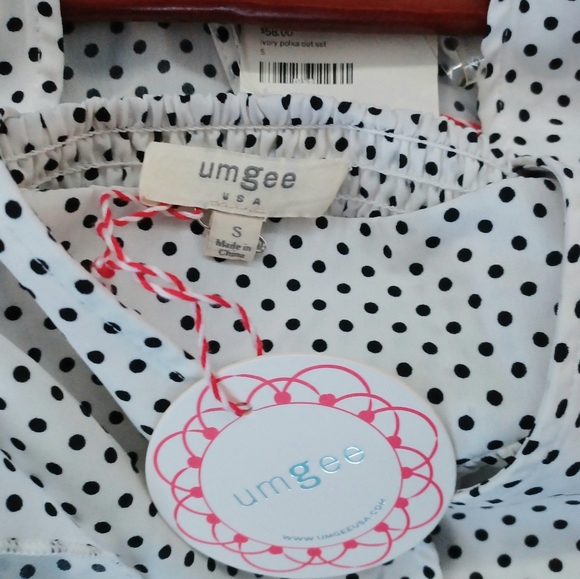 $58.00
ivory polka dot set
S
umgee
USA
S
Made in
China
umgee
WWW.UMGEEUSA.COM